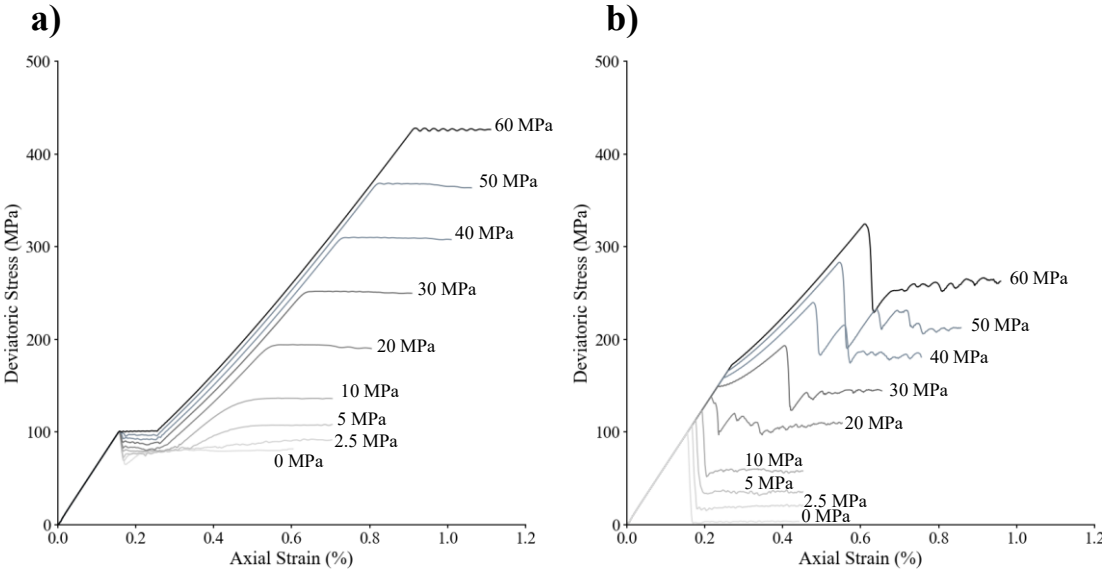 a)
500
400
300
200
100
0
0.0 0.2 0.4 0.6 0.8 1.0 1.2
Deviatoric Stress (MPa)
Axial Strain (%)
60 MPa
50 MPa
40 MPa
30 MPa
20 MPa
10 MPa
5 MPa
2.5 MPa
0 MPa
b)
500
400
300
200
100
0
0.0 0.2 0.4 0.6 0.8 1.0 1.2
Deviatoric Stress (MPa)
Axial Strain (%)
60 MPa
50 MPa
40 MPa
30 MPa
20 MPa
10 MPa
5 MPa
2.5 MPa
0 MPa